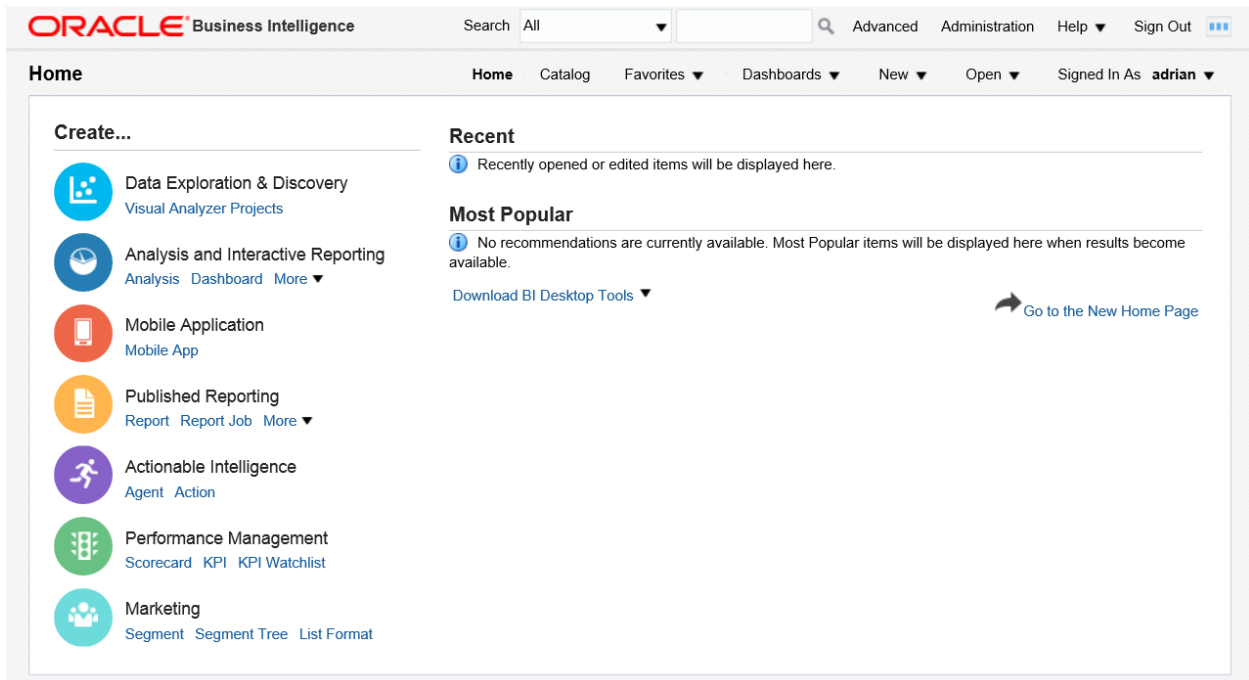 ORACLE Business Intelligence
Search All Advanced Administration Help Sign Out
Home
Home Catalog Favorites Dashboards New Open Signed In As adrian
Create...
Data Exploration & Discovery
Visual Analyzer Projects
Analysis and Interactive Reporting
Analysis Dashboard More
Mobile Application
Mobile App
Published Reporting
Report Report Job More
Actionable Intelligence
Agent Action
Performance Management
Scorecard KPI KPI Watchlist
Marketing
Segment Segment Tree List Format
Recent
Recently opened or edited items will be displayed here.
Most Popular
No recommendations are currently available. Most Popular items will be displayed here when results become
available.
Download BI Desktop Tools
Go to the New Home Page